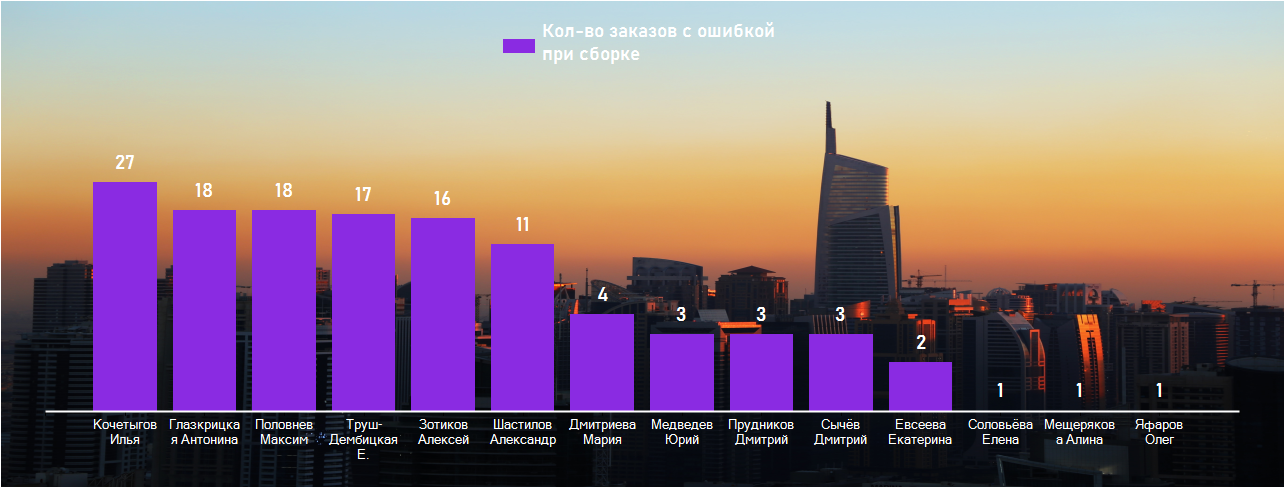 Кол-во заказов с ошибкой
при сборке
27
18
18
17
16
11
4
3
3
3
2
1
1
1
Кочетыгов
Илья
Глазкрицка
я Антонина
Половнев
Максим
Труш-
Дембицкая
Е.
Зотиков
Алексей
Шастилов
Александр
Дмитриева
Мария
Медведев
Юрий
Прудников
Дмитрий
Сычёв
Дмитрий
Евсеева
Екатерина
Соловьёва
Елена
Мещеряков
а Алина
Яфаров
Олег